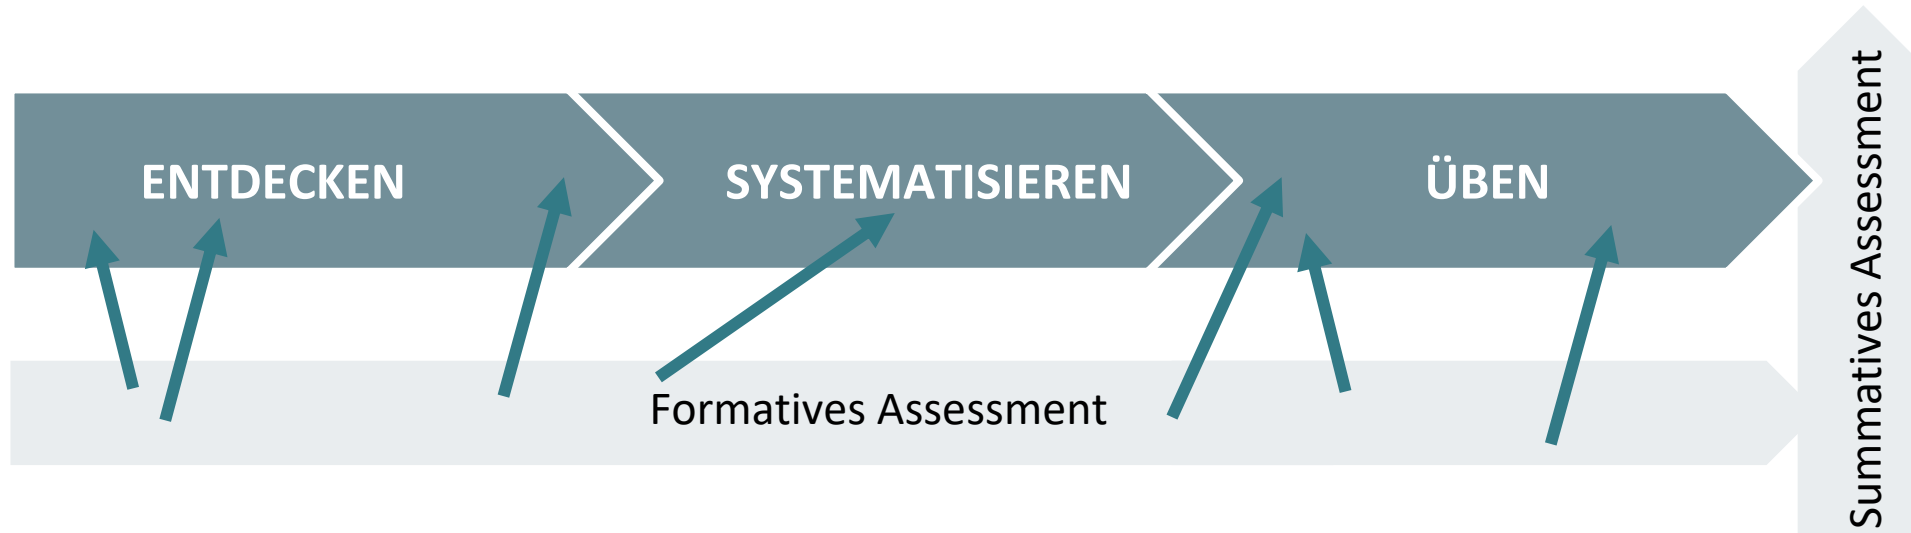 ENTDECKEN
SYSTEMATISIEREN
ÜBEN
Formatives Assessment
Summatives Assessment